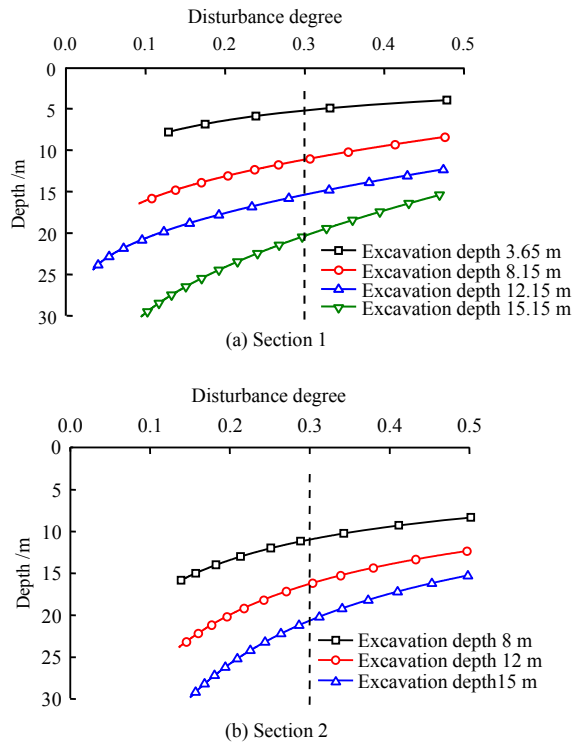 Disturbance degree
0.0 0.1 0.2 0.3 0.4 0.5
0
5
10
15
20
25
30
Depth /m
Excavation depth 3.65 m
Excavation depth 8.15 m
Excavation depth 12.15 m
Excavation depth 15.15 m
(a) Section 1
Disturbance degree
0.0 0.1 0.2 0.3 0.4 0.5
0
5
10
15
20
25
30
Depth /m
Excavation depth 8 m
Excavation depth 12 m
Excavation depth15 m
(b) Section 2